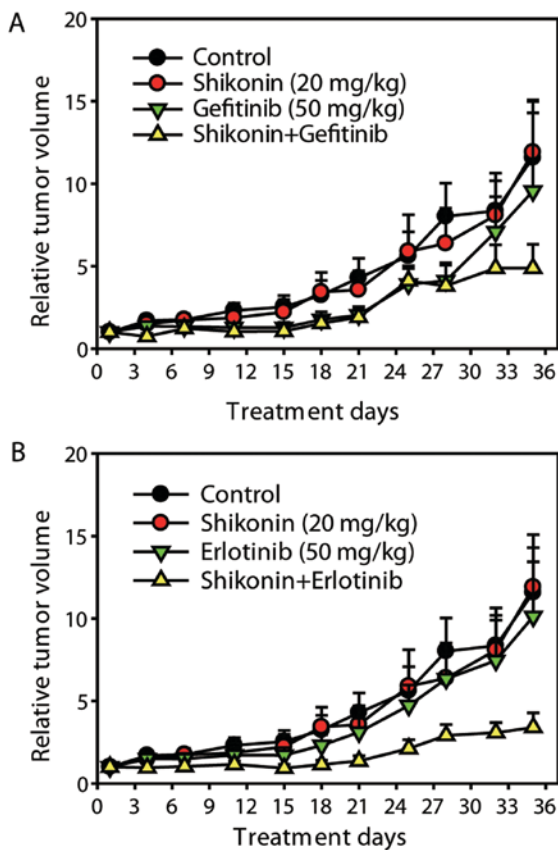 A
20
15
10
5
0
Relative tumor volume
Control
Shikonin (20 mg/kg)
Gefitinib (50 mg/kg)
Shikonin+Gefitinib
0 3 6 9 12 15 18 21 24 27 30 33 36
Treatment days
B
20
15
10
5
0
Relative tumor volume
Control
Shikonin (20 mg/kg)
Erlotinib (50 mg/kg)
Shikonin+Erlotinib
0 3 6 9 12 15 18 21 24 27 30 33 36
Treatment days